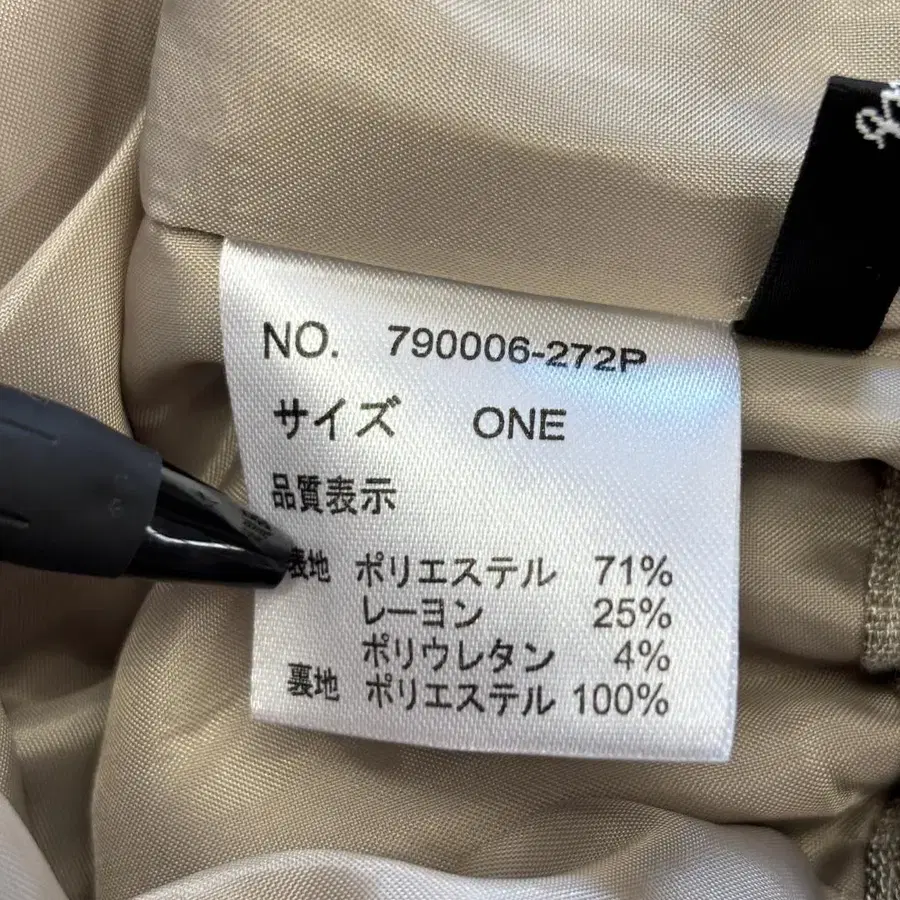 NO. 790006-272P
サイズ ONE
品質表示
表地 ポリエステル 71%
レーヨン 25%
ポリウレタン 4%
裏地 ポリエステル 100%